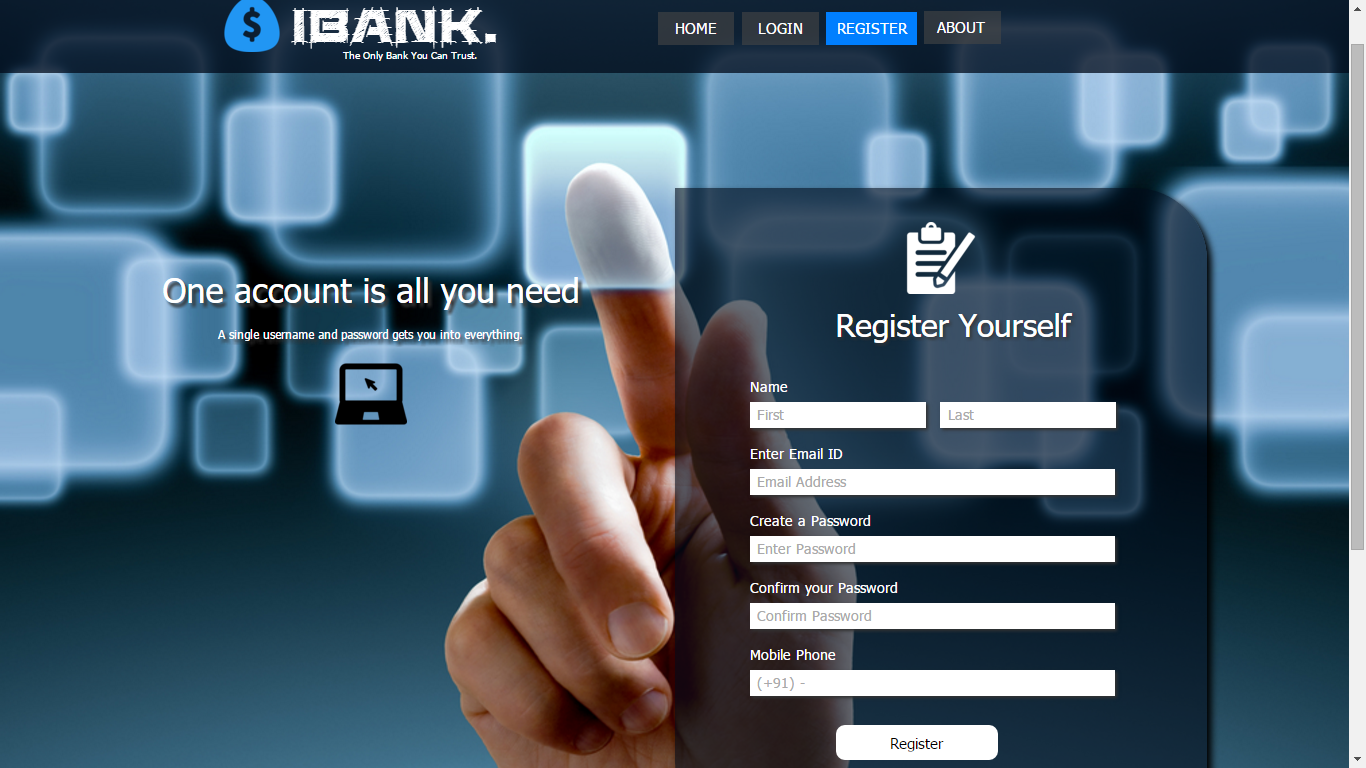 $ IBANK.
The Only Bank You Can Trust.
HOME LOGIN REGISTER ABOUT
One account is all you need
A single username and password gets you into everything.
Register Yourself
Name
First Last
Enter Email ID
Email Address
Create a Password
Enter Password
Confirm your Password
Confirm Password
Mobile Phone
(+91) -
Register